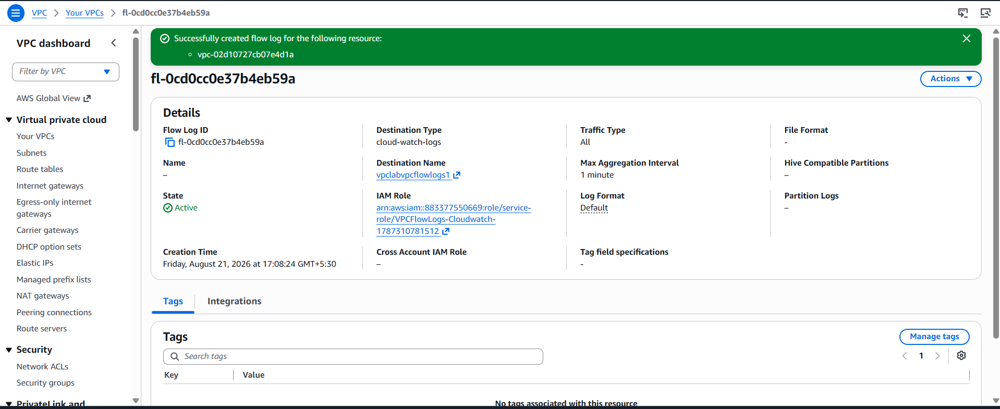 VPC > Your VPCs > fl-0cd0cc0e37b4eb59a
VPC dashboard
Filter by VPC
AWS Global View
Virtual private cloud
Your VPCs
Subnets
Route tables
Internet gateways
Egress-only internet
gateways
Carrier gateways
DHCP option sets
Elastic IPs
Managed prefix lists
NAT gateways
Peering connections
Route servers
Security
Network ACLs
Security groups
PrivateLink and
Successfully created flow log for the following resource:
vpc-02d10727cb07e4d1a
fl-0cd0cc0e37b4eb59a
Actions
Details
Flow Log ID
fl-0cd0cc0e37b4eb59a
Name
–
State
Active
Creation Time
Friday, August 21, 2026 at 17:08:24 GMT+5:30
Destination Type
cloud-watch-logs
Destination Name
vpclabvpcflowlogs1
IAM Role
arn:aws:iam::883377550669:role/service-
role/VPCFlowLogs-Cloudwatch-
1787310781512
Cross Account IAM Role
–
Traffic Type
All
Max Aggregation Interval
1 minute
Log Format
Default
Tag field specifications
-
File Format
-
Hive Compatible Partitions
–
Partition Logs
–
Tags
Integrations
Tags
Manage tags
Search tags
1
Key Value
No tags associated with this resource